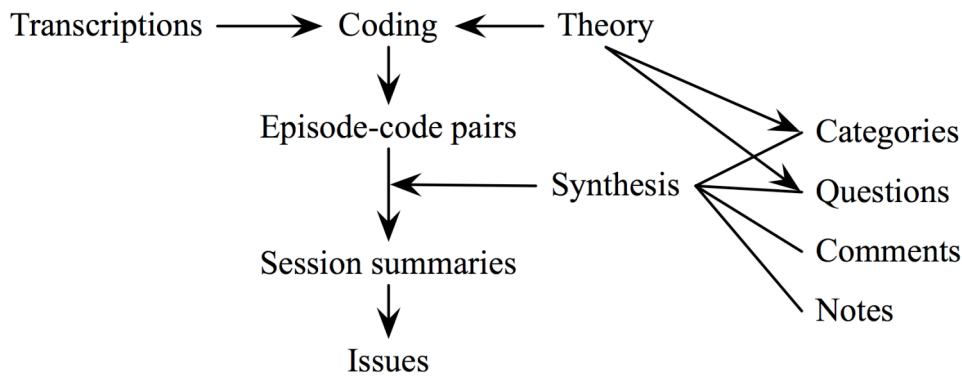 Transcriptions
Coding
Theory
Episode-code pairs
Categories
Synthesis
Questions
Comments
Session summaries
Notes
Issues